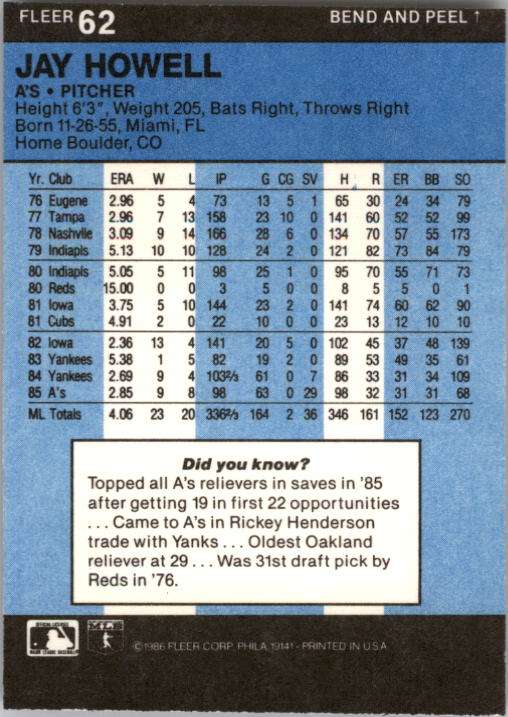 FLEER 62 BEND AND PEEL ↑
JAY HOWELL
A'S • PITCHER
Height 6'3", Weight 205, Bats Right, Throws Right
Born 11-26-55, Miami, FL
Home Boulder, CO
Yr. Club ERA W L IP G CG SV H R ER BB SO
76 Eugene 2.96 5 4 73 13 5 1 65 30 24 34 79
77 Tampa 2.96 7 13 158 23 10 0 141 60 52 52 99
78 Nashvile 3.09 9 14 166 28 6 0 134 70 57 55 173
79 Indiapls 5.13 10 10 128 24 2 0 121 82 73 84 79
80 Indiapls 5.05 5 11 98 25 1 0 95 70 55 71 73
80 Reds 15.00 0 0 3 5 0 0 8 5 5 0 1
81 Iowa 3.75 5 10 144 23 2 0 141 74 60 62 90
81 Cubs 4.91 2 0 22 10 0 0 23 13 12 10 10
82 Iowa 2.36 13 4 141 20 5 0 102 45 37 48 139
83 Yankees 5.38 1 5 82 19 2 0 89 53 49 35 61
84 Yankees 2.69 9 4 103⅔ 61 0 7 86 33 31 34 109
85 A's 2.85 9 8 98 63 0 29 98 32 31 31 68
ML Totals 4.06 23 20 336⅔ 164 2 36 346 161 152 123 270
Did you know?
Topped all A's relievers in saves in '85
after getting 19 in first 22 opportunities
... Came to A's in Rickey Henderson
trade with Yanks ... Oldest Oakland
reliever at 29 ... Was 31st draft pick by
Reds in '76.
©1986 FLEER CORP. PHILA. 19141 - PRINTED IN U.S.A.